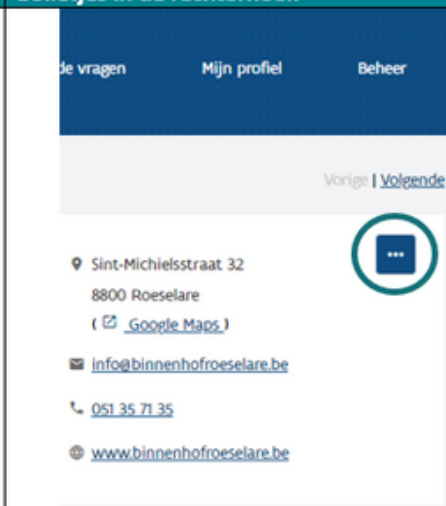 de vragen Mijn profiel Beheer
Vorige | Volgende
...
Sint-Michielsstraat 32
8800 Roeselare
( Google Maps )
info@binnenhofroeselare.be
051 35 71 35
www.binnenhofroeselare.be